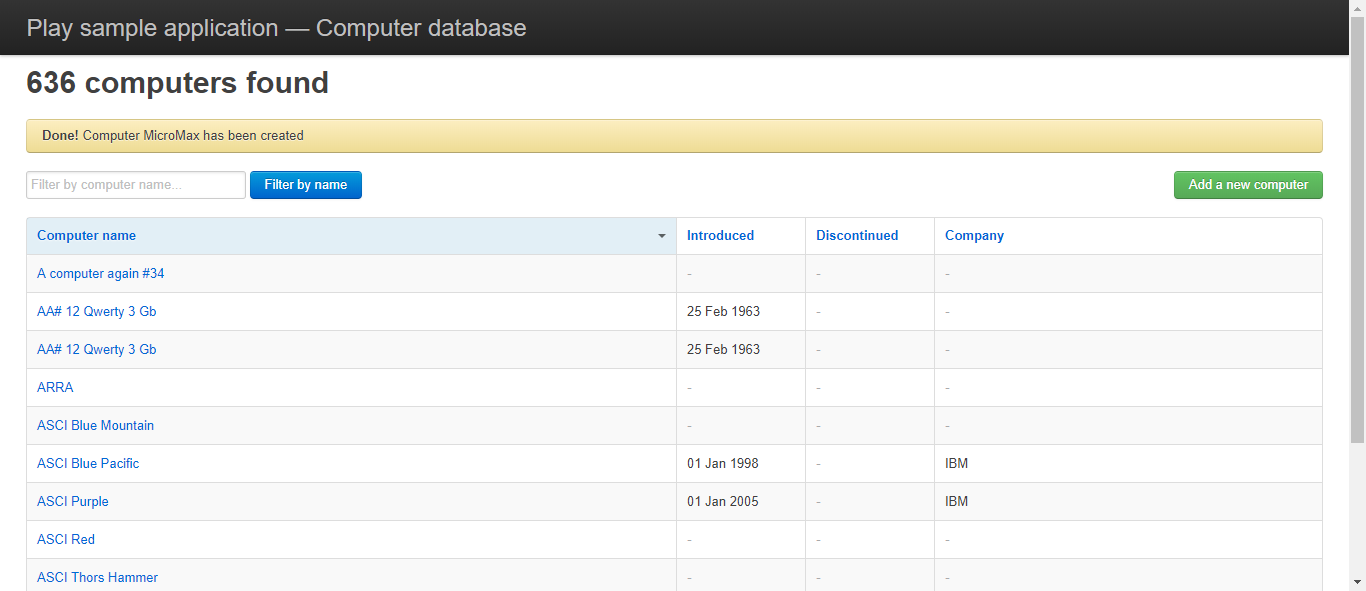 Play sample application — Computer database
636 computers found
Done! Computer MicroMax has been created
Filter by computer name... Filter by name Add a new computer
Computer name Introduced Discontinued Company
A computer again #34 - - -
AA# 12 Qwerty 3 Gb 25 Feb 1963 - -
AA# 12 Qwerty 3 Gb 25 Feb 1963 - -
ARRA - - -
ASCI Blue Mountain - - -
ASCI Blue Pacific 01 Jan 1998 - IBM
ASCI Purple 01 Jan 2005 - IBM
ASCI Red - - -
ASCI Thors Hammer - - -